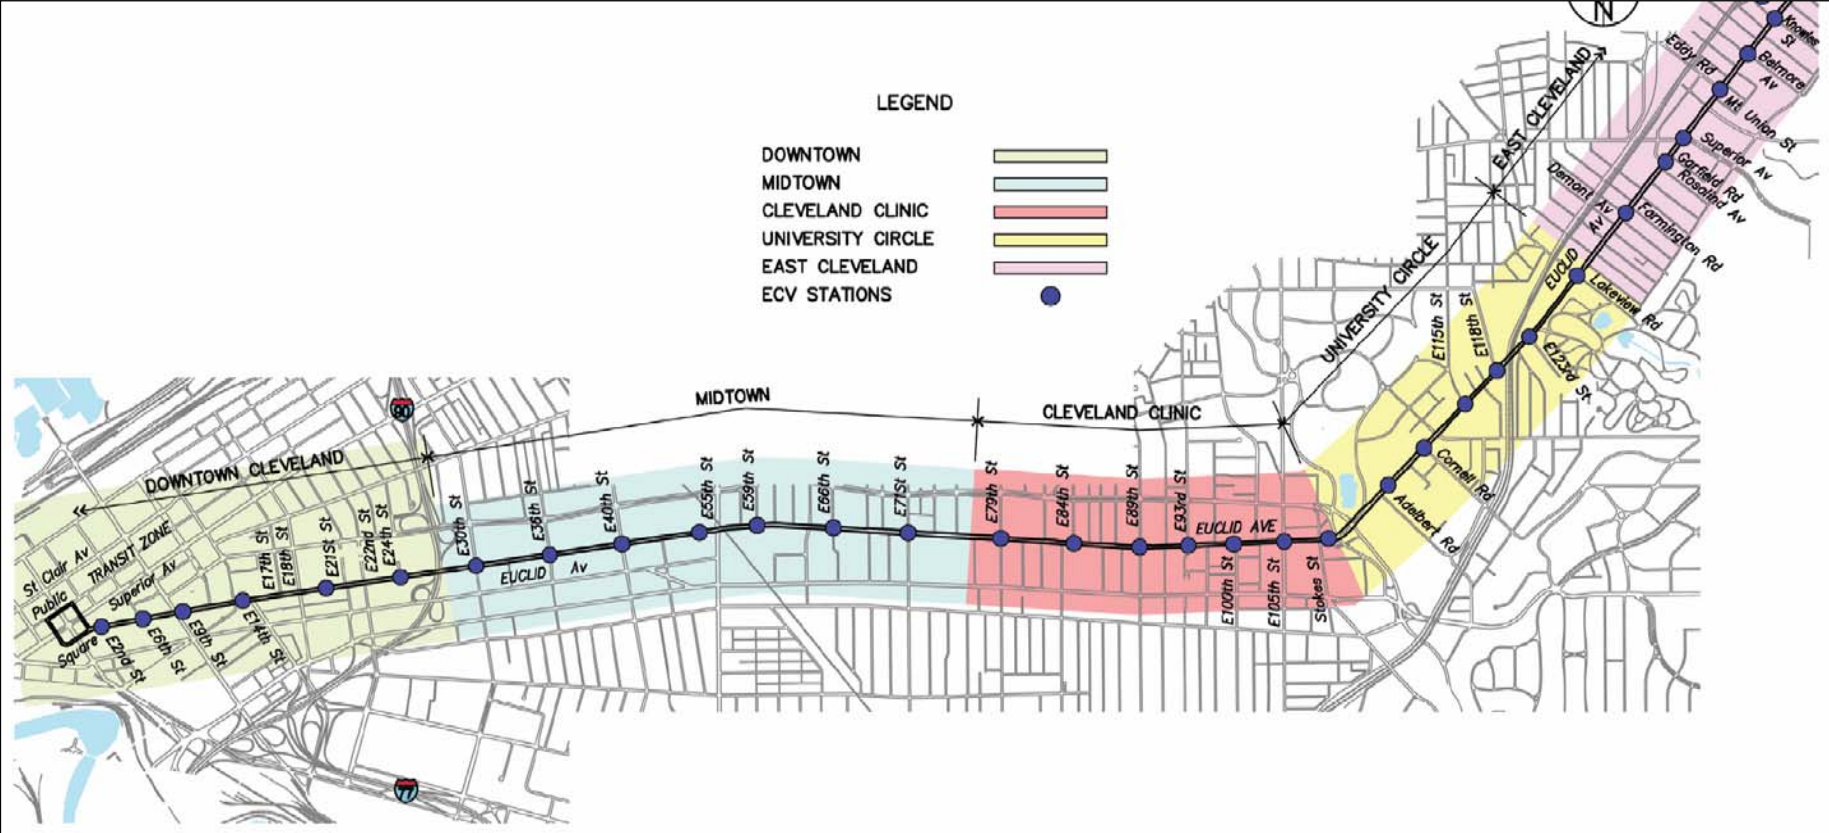 N
LEGEND
DOWNTOWN
MIDTOWN
CLEVELAND CLINIC
UNIVERSITY CIRCLE
EAST CLEVELAND
ECV STATIONS
DOWNTOWN CLEVELAND
MIDTOWN
CLEVELAND CLINIC
UNIVERSITY CIRCLE
EAST CLEVELAND
80
77
St Clair Av
TRANSIT ZONE
Superior Av
Public
Square
E2nd St
E6th St
E9th St
E14th St
E17th St
E18th St
E21St St
E22nd St
E24th St
E30th St
EUCLID Av
E36th St
E40th St
E55th St
E59th St
E66th St
E71St St
E79th St
E84th St
E89th St
E93rd St
EUCLID AVE
E100th St
E105th St
Stokes St
Adelbert Rd
Cornell Rd
E115th St
E118th St
E123rd St
EUCLID Av
Lakeview Rd
Farmington Rd
Rosalind Av
Garfield Rd
Superior Av
Mt Union St
Belmore Av
Knowles St
Eddy Rd